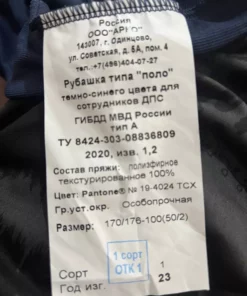 Россия
ООО"АРГО"
143007, г. Одинцово,
ул. Советская, д. 5А, пом. 4
тел.+7(496)404-07-27
Рубашка типа "поло"
темно-синего цвета для
сотрудников ДПС
ГИБДД МВД России
тип А
ТУ 8424-303-08836809
2020, изв. 1,2
Состав пряжи: полиэфирное
текстурированное 100%
Цвет: Pantone® № 19-4024 TCX
Гр.уст.окр. Особопрочная
Размер: 170/176-100(50/2)
1 сорт
ОТК 1
Сорт 1
Год изг. 23